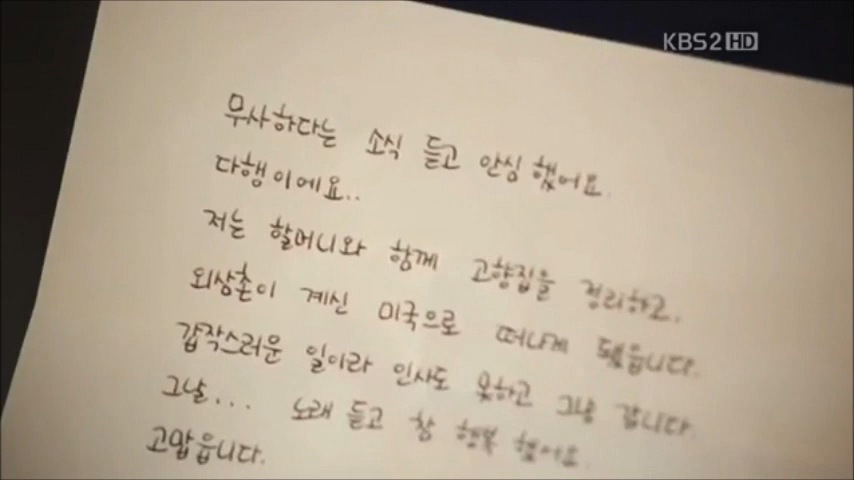 KBS2 HD
무사하다는 소식 듣고 안심 했어요.
다행이에요..
저는 할머니와 함께 고향집을 정리하고.
외삼촌이 계신 미국으로 떠나게 됐읍니다.
갑작스러운 일이라 인사도 못하고 그냥 갑니다.
그날... 노래 듣고 참 행복 했어요.
고맙읍니다.